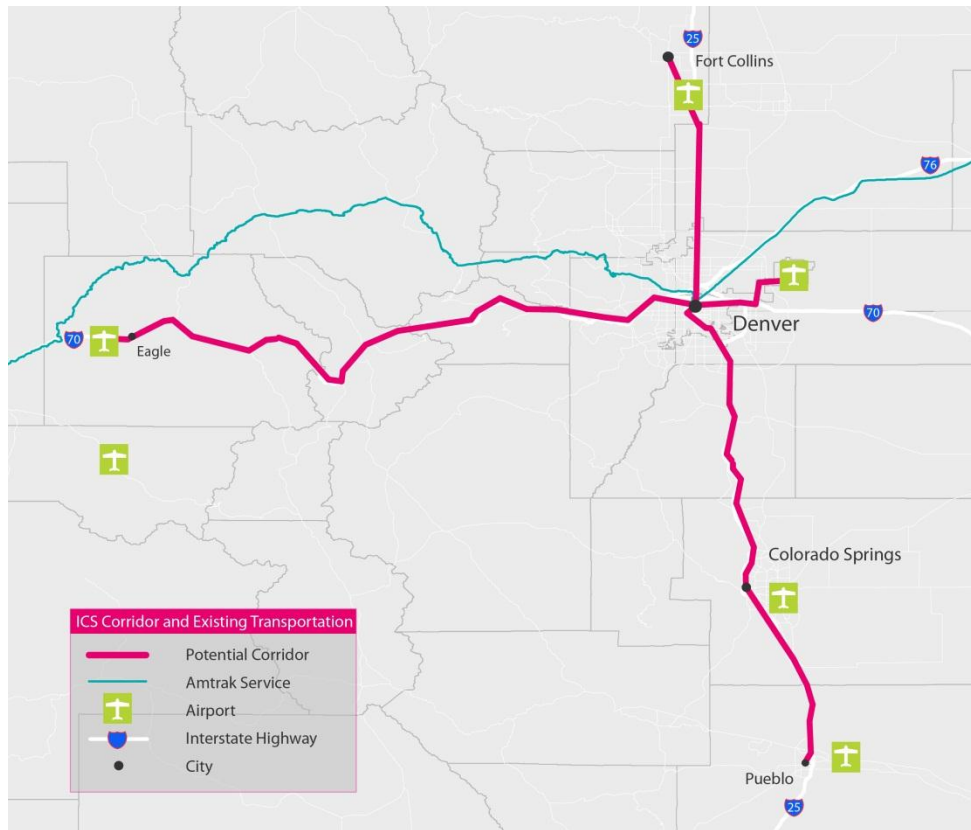 25
Fort Collins
76
Denver
70
70
Eagle
Colorado Springs
ICS Corridor and Existing Transportation
Potential Corridor
Amtrak Service
Airport
Interstate Highway
City
Pueblo
25